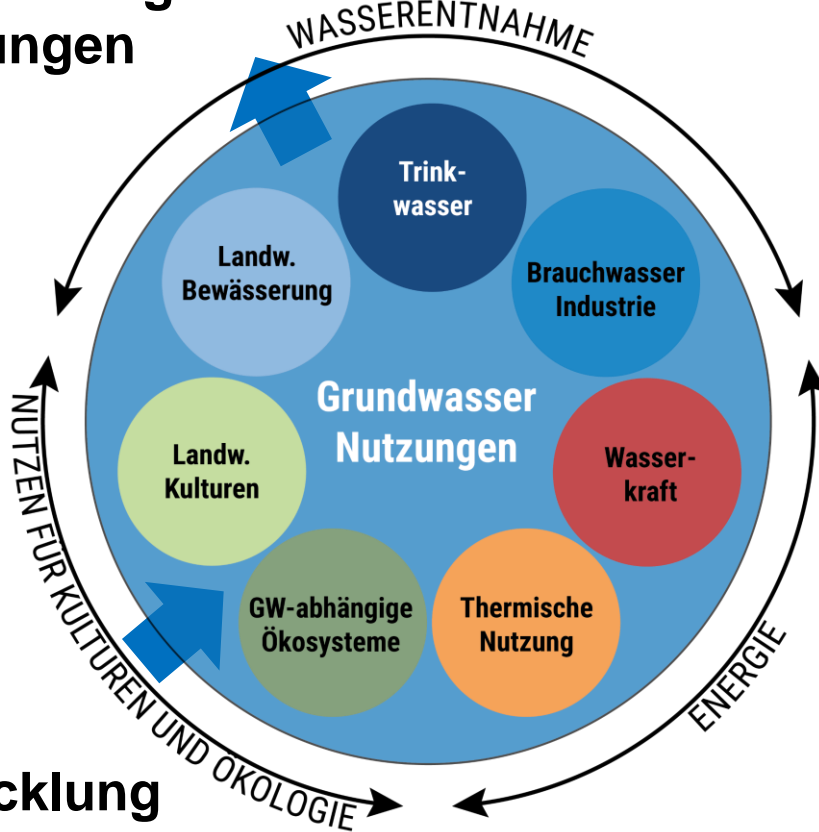 ungen
WASSERENTNAHME
Trink-
wasser
Landw.
Bewässerung
Brauchwasser
Industrie
Grundwasser
Nutzungen
Landw.
Kulturen
Wasser-
kraft
GW-abhängige
Ökosysteme
Thermische
Nutzung
NUTZEN FÜR KULTUREN UND ÖKOLOGIE
ENERGIE
cklung